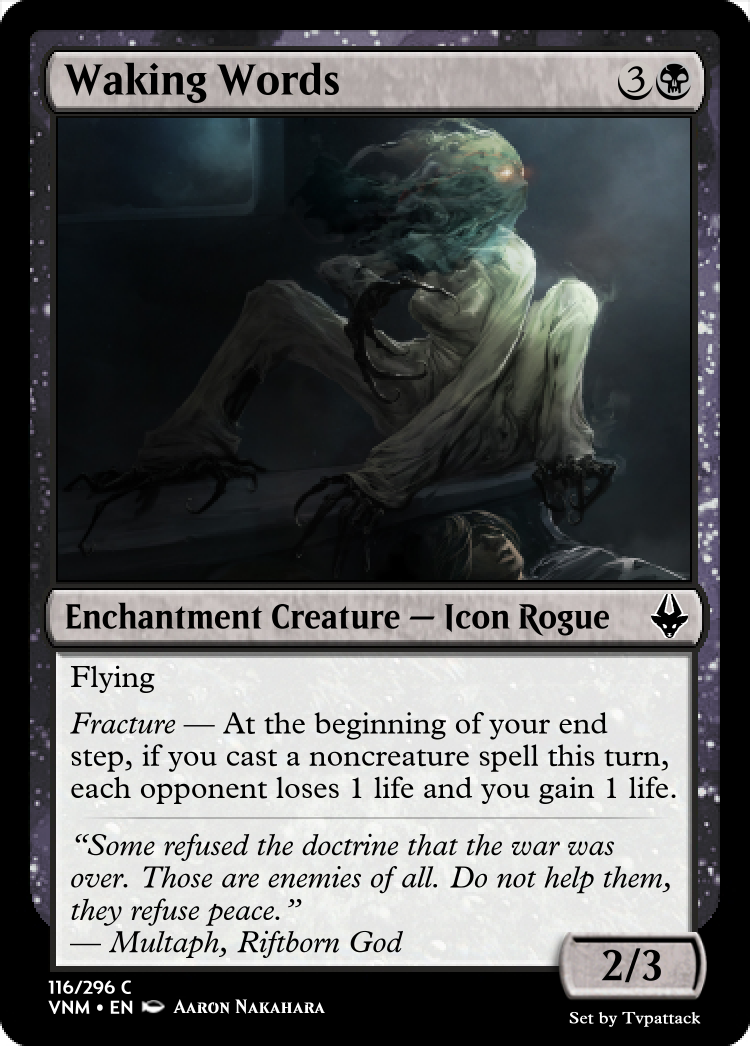 Waking Words 3
Enchantment Creature — Icon Rogue
Flying
Fracture — At the beginning of your end
step, if you cast a noncreature spell this turn,
each opponent loses 1 life and you gain 1 life.
“Some refused the doctrine that the war was
over. Those are enemies of all. Do not help them,
they refuse peace.”
— Multaph, Riftborn God
2/3
116/296 C
VNM • EN Aaron Nakahara
Set by Tvpattack